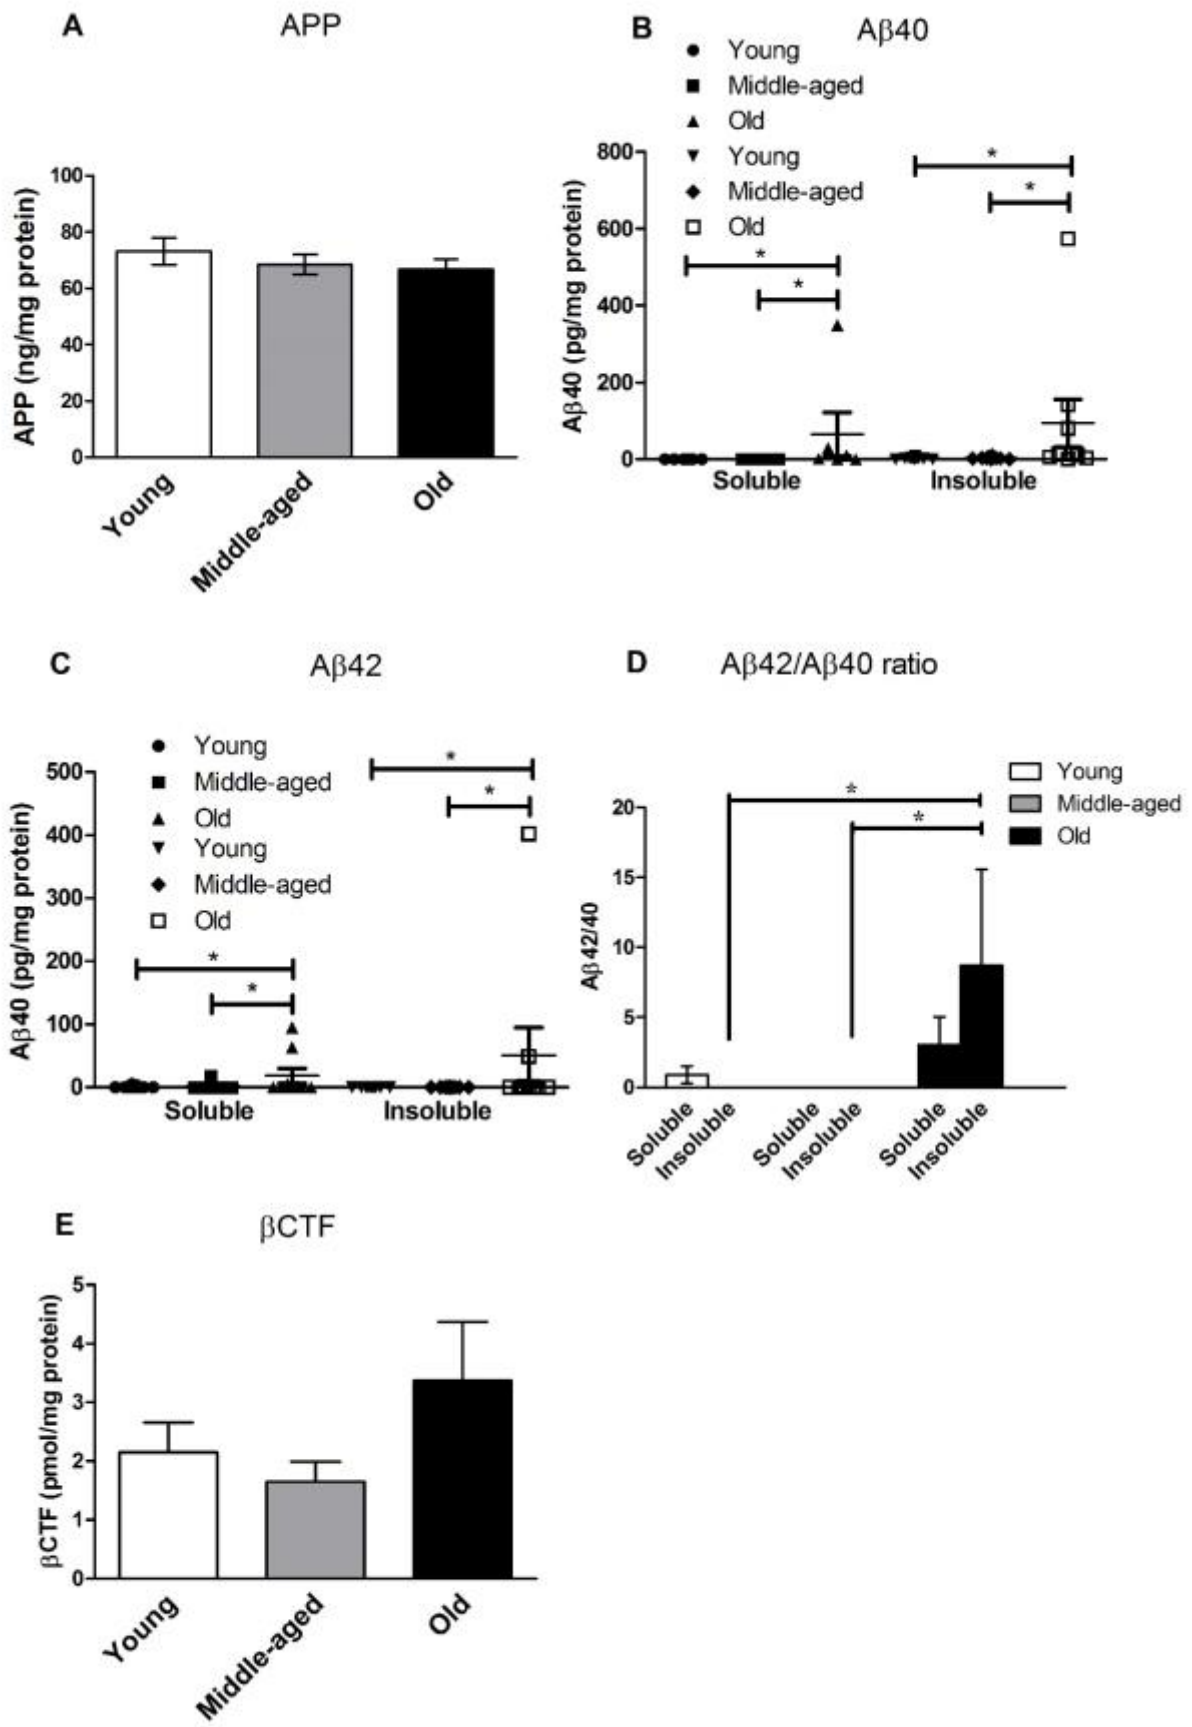 A APP
APP (ng/mg protein)
100
80
60
40
20
0
Young
Middle-aged
Old
B Aβ40
Young
Middle-aged
Old
Young
Middle-aged
Old
Aβ40 (pg/mg protein)
800
600
400
200
0
*
*
*
*
Soluble
Insoluble
C Aβ42
Young
Middle-aged
Old
Young
Middle-aged
Old
Aβ40 (pg/mg protein)
500
400
300
200
100
0
*
*
*
*
Soluble
Insoluble
D Aβ42/Aβ40 ratio
Young
Middle-aged
Old
Aβ42/40
20
15
10
5
0
*
*
Soluble
Insoluble
Soluble
Insoluble
Soluble
Insoluble
E βCTF
βCTF (pmol/mg protein)
5
4
3
2
1
0
Young
Middle-aged
Old